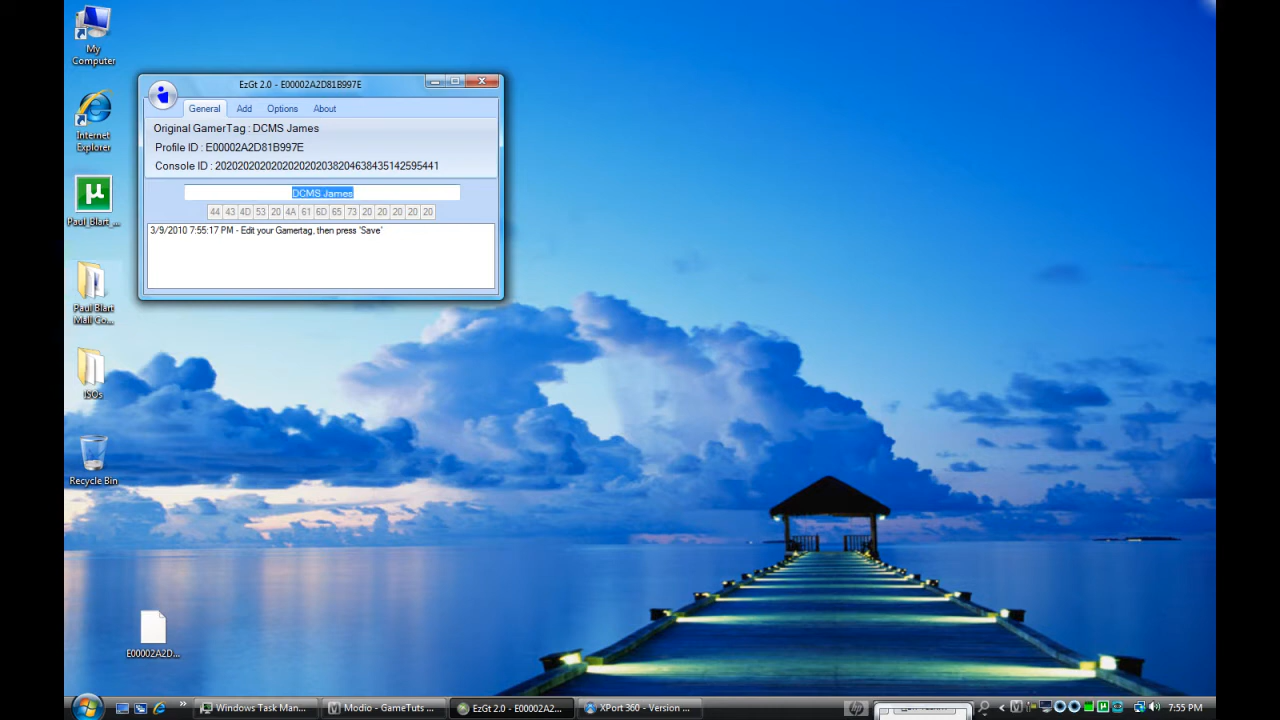 My
Computer
Internet
Explorer
Paul_Blart_...
Paul Blart
Mall Co...
ISOs
Recycle Bin
E00002A2D...
EzGt 2.0 - E00002A2D81B997E
General Add Options About
Original GamerTag : DCMS James
Profile ID : E00002A2D81B997E
Console ID : 2020202020202020203820463843514259544​1
DCMS James
44 43 4D 53 20 4A 61 6D 65 73 20 20 20 20 20
3/9/2010 7:55:17 PM - Edit your Gamertag, then press 'Save'
Windows Task Man...
Modio - GameTuts ...
EzGt 2.0 - E00002A2...
XPort 360 - Version ...
7:55 PM